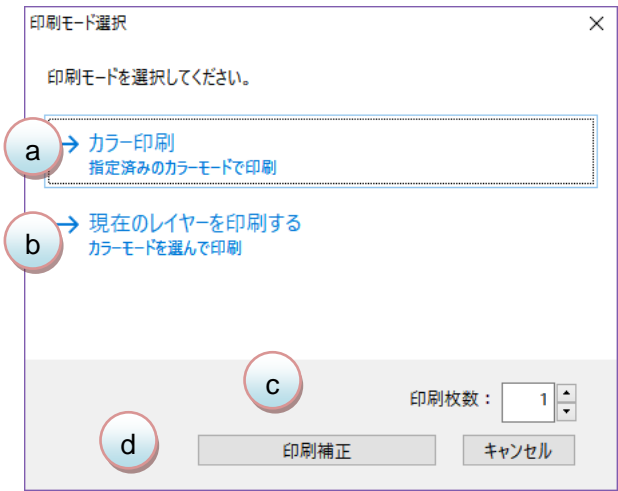 印刷モード選択
印刷モードを選択してください。
a
カラー印刷
指定済みのカラーモードで印刷
b
現在のレイヤーを印刷する
カラーモードを選んで印刷
c
印刷枚数： 1
d
印刷補正 キャンセル